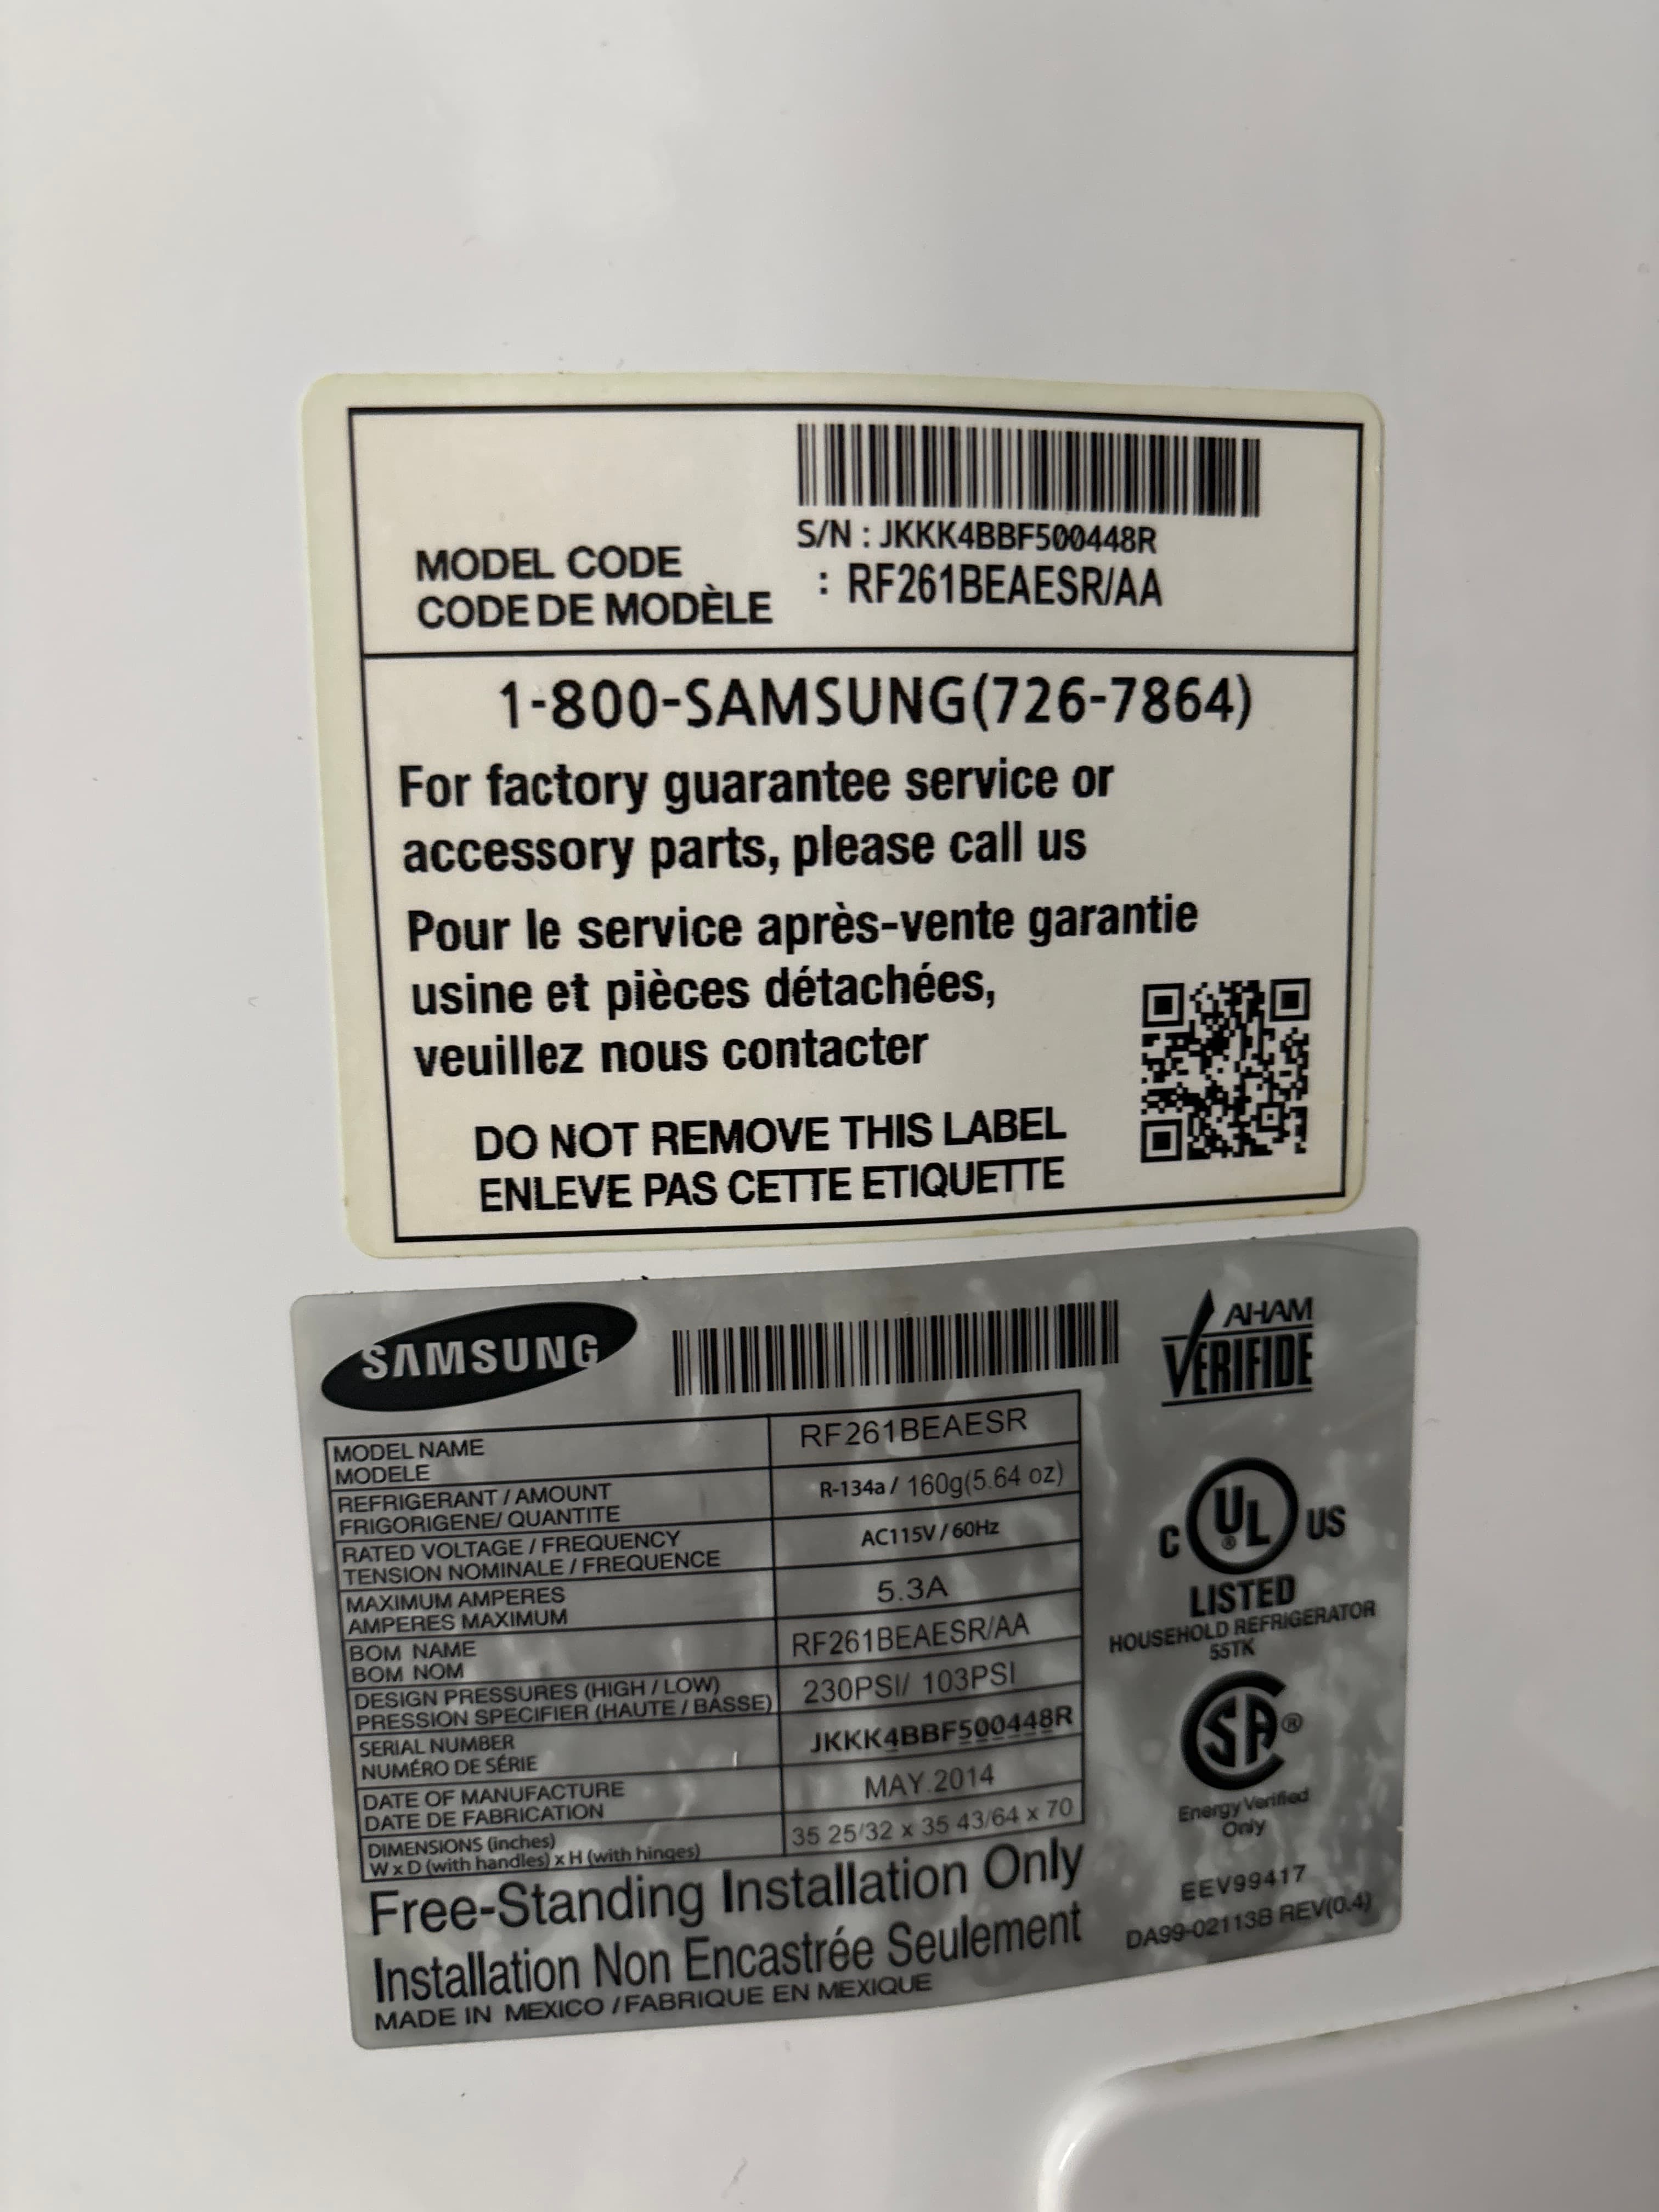 S/N : JKKK4BBF500448R
MODEL CODE
CODE DE MODÈLE : RF261BEAESR/AA
1-800-SAMSUNG(726-7864)
For factory guarantee service or
accessory parts, please call us
Pour le service après-vente garantie
usine et pièces détachées,
veuillez nous contacter
DO NOT REMOVE THIS LABEL
ENLEVE PAS CETTE ETIQUETTE
SAMSUNG
AHAM
VERIFIDE
MODEL NAME
MODELE
RF261BEAESR
REFRIGERANT / AMOUNT
FRIGORIGENE/ QUANTITE
R-134a / 160g(5.64 oz)
RATED VOLTAGE / FREQUENCY
TENSION NOMINALE / FREQUENCE
AC115V / 60Hz
MAXIMUM AMPERES
AMPERES MAXIMUM
5.3A
BOM NAME
BOM NOM
RF261BEAESR/AA
DESIGN PRESSURES (HIGH / LOW)
PRESSION SPECIFIER (HAUTE / BASSE)
230PSI/ 103PSI
SERIAL NUMBER
NUMÉRO DE SÉRIE
JKKK4BBF500448R
DATE OF MANUFACTURE
DATE DE FABRICATION
MAY.2014
DIMENSIONS (inches)
W x D (with handles) x H (with hinges)
35 25/32 x 35 43/64 x 70
Free-Standing Installation Only
Installation Non Encastrée Seulement
MADE IN MEXICO / FABRIQUE EN MEXIQUE
C UL ® US
LISTED
HOUSEHOLD REFRIGERATOR
55TK
SA ®
Energy Verified
Only
EEV99417
DA99-02113B REV(0.4)